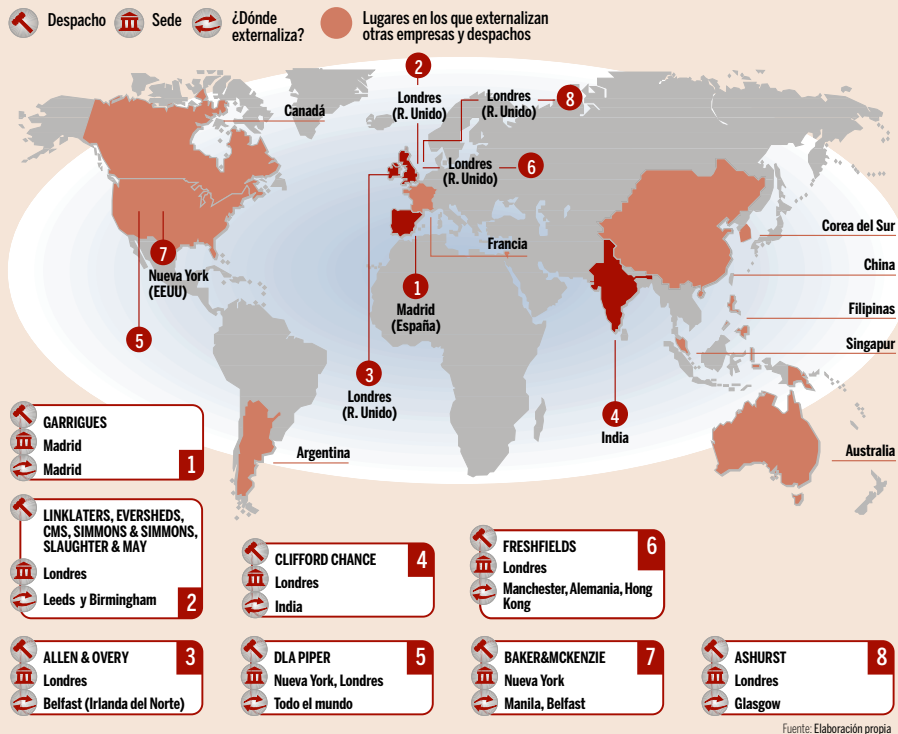 Despacho
Sede
¿Dónde
externaliza?
Lugares en los que externalizan
otras empresas y despachos
2
Londres
(R. Unido)
Londres
(R. Unido)
8
Londres
(R. Unido)
6
Canadá
Francia
7
Nueva York
(EEUU)
5
1
Madrid
(España)
3
Londres
(R. Unido)
4
India
Corea del Sur
China
Filipinas
Singapur
Australia
Argentina
GARRIGUES
Madrid
Madrid
1
LINKLATERS, EVERSHEDS,
CMS, SIMMONS & SIMMONS,
SLAUGHTER & MAY
Londres
Leeds y Birmingham
2
ALLEN & OVERY
Londres
Belfast (Irlanda del Norte)
3
CLIFFORD CHANCE
Londres
India
4
DLA PIPER
Nueva York, Londres
Todo el mundo
5
FRESHFIELDS
Londres
Manchester, Alemania, Hong
Kong
6
BAKER&MCKENZIE
Nueva York
Manila, Belfast
7
ASHURST
Londres
Glasgow
8
Fuente: Elaboración propia